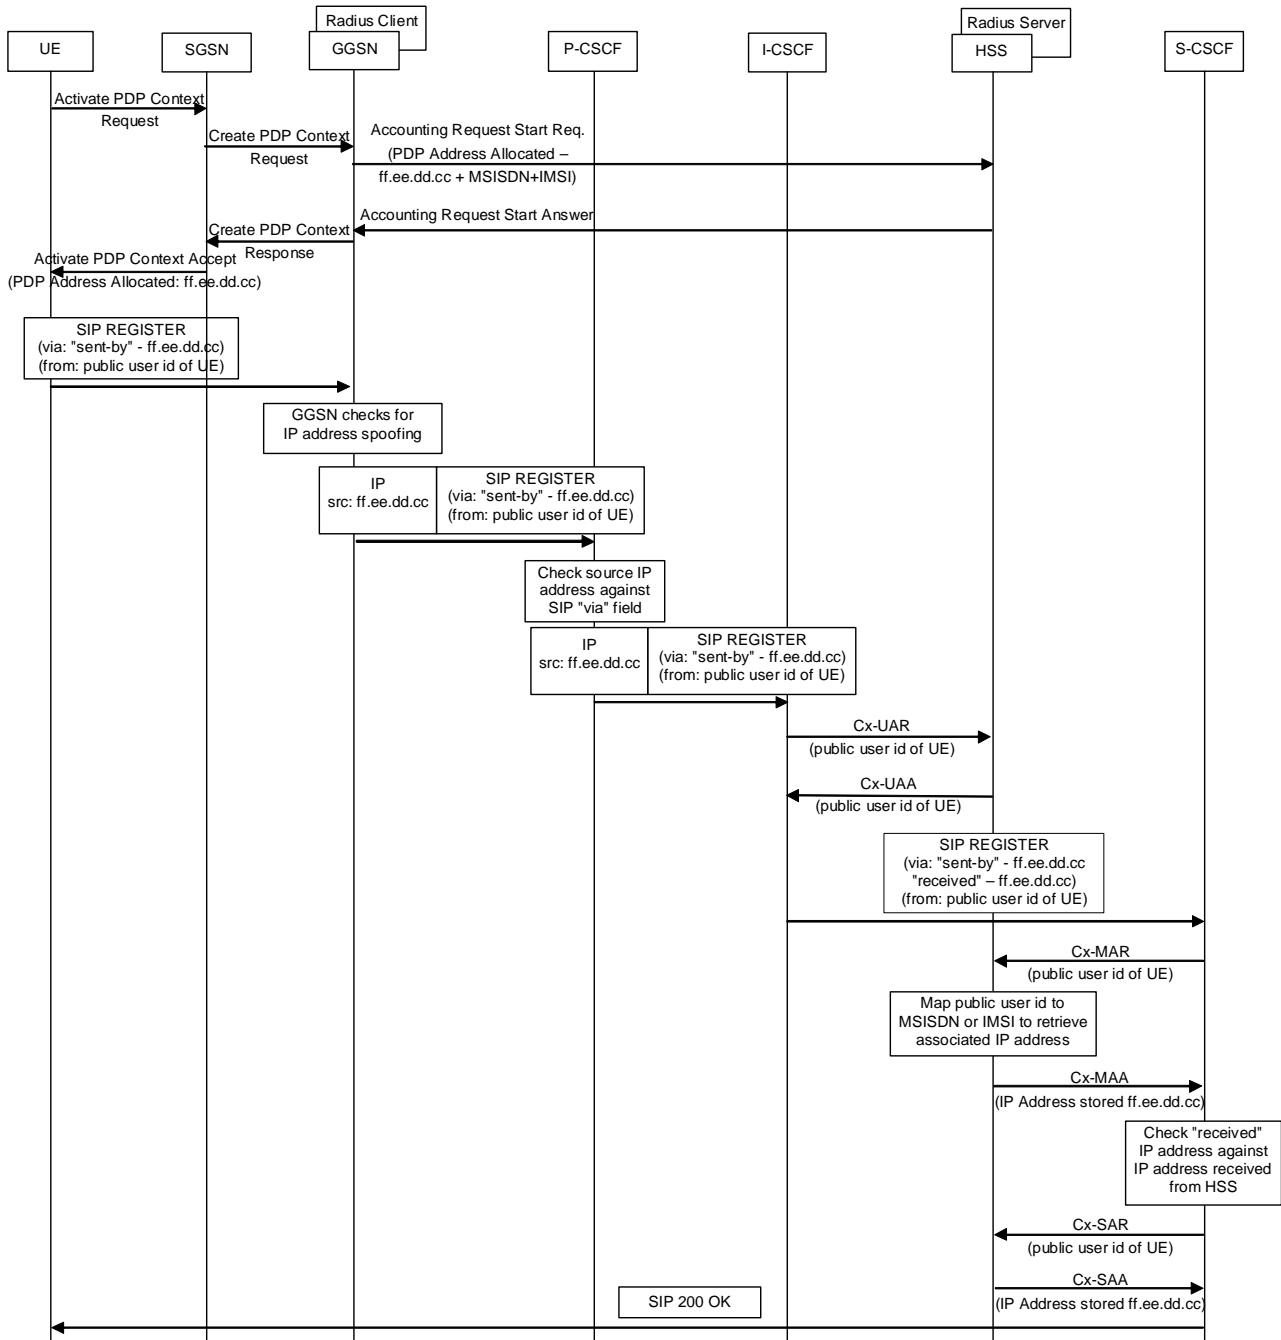 Radius Client
Radius Server
UE
SGSN
GGSN
P-CSCF
I-CSCF
HSS
S-CSCF
Activate PDP Context
Request
Create PDP Context
Request
Accounting Request Start Req.
(PDP Address Allocated –
ff.ee.dd.cc + MSISDN+IMSI)
Accounting Request Start Answer
Create PDP Context
Response
Activate PDP Context Accept
(PDP Address Allocated: ff.ee.dd.cc)
SIP REGISTER
(via: "sent-by" - ff.ee.dd.cc)
(from: public user id of UE)
GGSN checks for
IP address spoofing
IP
src: ff.ee.dd.cc
SIP REGISTER
(via: "sent-by" - ff.ee.dd.cc)
(from: public user id of UE)
Check source IP
address against
SIP "via" field
IP
src: ff.ee.dd.cc
SIP REGISTER
(via: "sent-by" - ff.ee.dd.cc)
(from: public user id of UE)
Cx-UAR
(public user id of UE)
Cx-UAA
(public user id of UE)
SIP REGISTER
(via: "sent-by" - ff.ee.dd.cc
"received" – ff.ee.dd.cc)
(from: public user id of UE)
Cx-MAR
(public user id of UE)
Map public user id to
MSISDN or IMSI to retrieve
associated IP address
Cx-MAA
(IP Address stored ff.ee.dd.cc)
Check "received"
IP address against
IP address received
from HSS
Cx-SAR
(public user id of UE)
Cx-SAA
(IP Address stored ff.ee.dd.cc)
SIP 200 OK